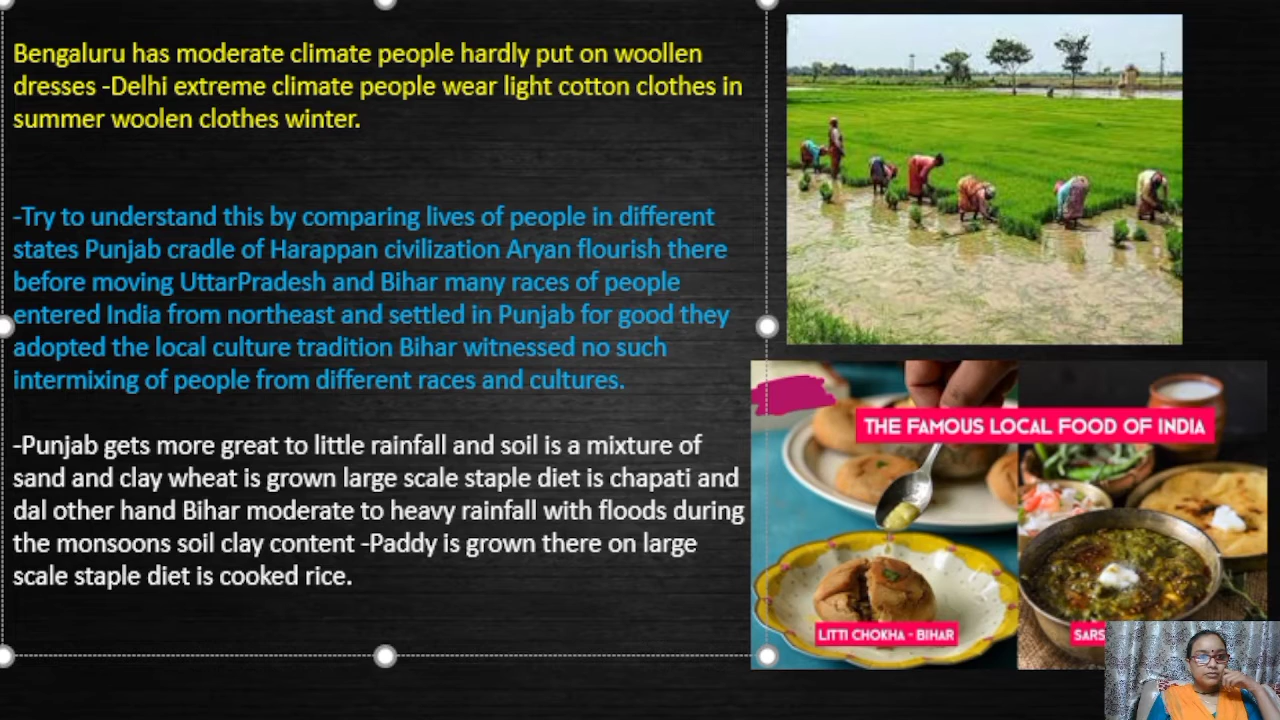 Bengaluru has moderate climate people hardly put on woollen
dresses -Delhi extreme climate people wear light cotton clothes in
summer woolen clothes winter.
-Try to understand this by comparing lives of people in different
states Punjab cradle of Harappan civilization Aryan flourish there
before moving UttarPradesh and Bihar many races of people
entered India from northeast and settled in Punjab for good they
adopted the local culture tradition Bihar witnessed no such
intermixing of people from different races and cultures.
-Punjab gets more great to little rainfall and soil is a mixture of
sand and clay wheat is grown large scale staple diet is chapati and
dal other hand Bihar moderate to heavy rainfall with floods during
the monsoons soil clay content -Paddy is grown there on large
scale staple diet is cooked rice.
THE FAMOUS LOCAL FOOD OF INDIA
LITTI CHOKHA - BIHAR